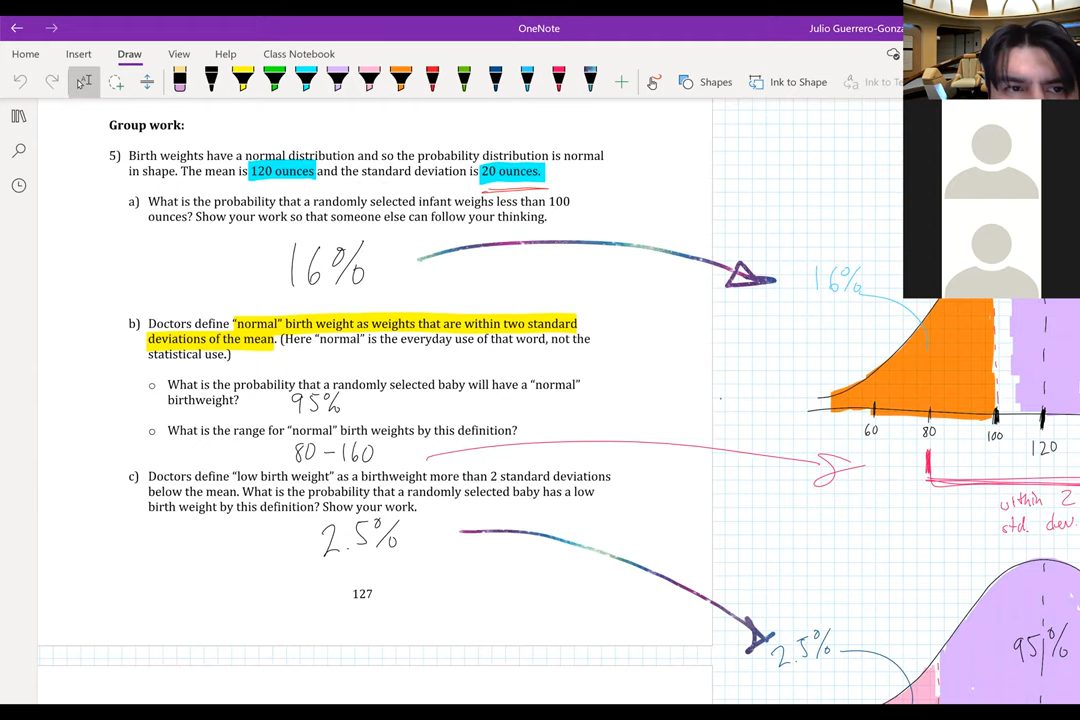 OneNote
Julio Guerrero-Gonza
Home Insert Draw View Help Class Notebook
Shapes Ink to Shape Ink to Te
Group work:
5) Birth weights have a normal distribution and so the probability distribution is normal
in shape. The mean is 120 ounces and the standard deviation is 20 ounces.
a) What is the probability that a randomly selected infant weighs less than 100
ounces? Show your work so that someone else can follow your thinking.
16%
16%
b) Doctors define “normal” birth weight as weights that are within two standard
deviations of the mean. (Here “normal” is the everyday use of that word, not the
statistical use.)
o What is the probability that a randomly selected baby will have a “normal”
birthweight? 95%
o What is the range for “normal” birth weights by this definition?
80 - 160
60 80 100 120
c) Doctors define “low birth weight” as a birthweight more than 2 standard deviations
below the mean. What is the probability that a randomly selected baby has a low
birth weight by this definition? Show your work.
2.5%
within 2
std. dev.
127
2.5%
95%